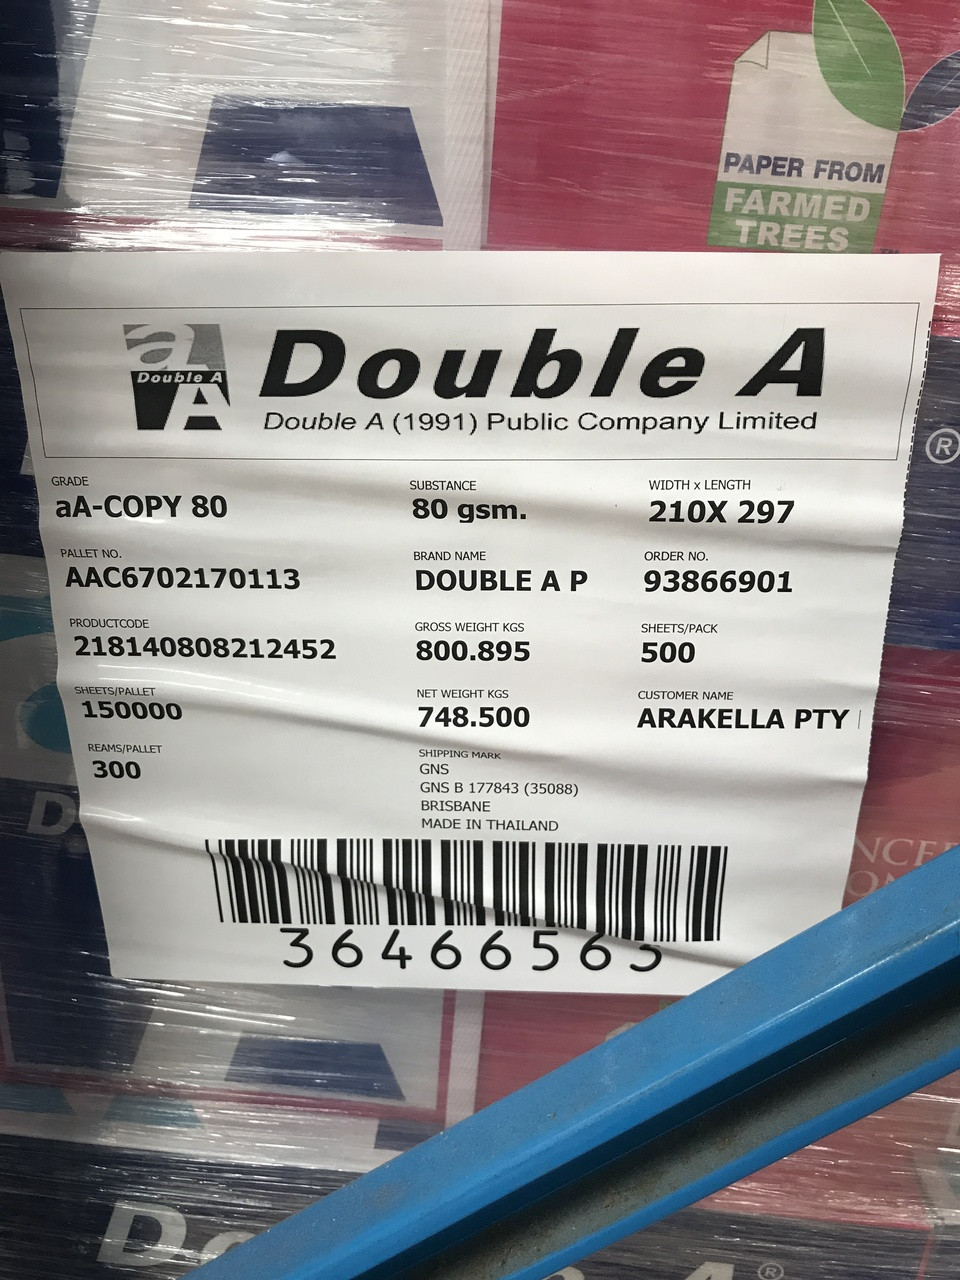 PAPER FROM
FARMED
TREES
aA
Double A
Double A
Double A (1991) Public Company Limited
®
GRADE
aA-COPY 80
SUBSTANCE
80 gsm.
WIDTH x LENGTH
210X 297
PALLET NO.
AAC6702170113
BRAND NAME
DOUBLE A P
ORDER NO.
93866901
PRODUCTCODE
218140808212452
GROSS WEIGHT KGS
800.895
SHEETS/PACK
500
SHEETS/PALLET
150000
NET WEIGHT KGS
748.500
CUSTOMER NAME
ARAKELLA PTY
REAMS/PALLET
300
SHIPPING MARK
GNS
GNS B 177843 (35088)
BRISBANE
MADE IN THAILAND
3646656